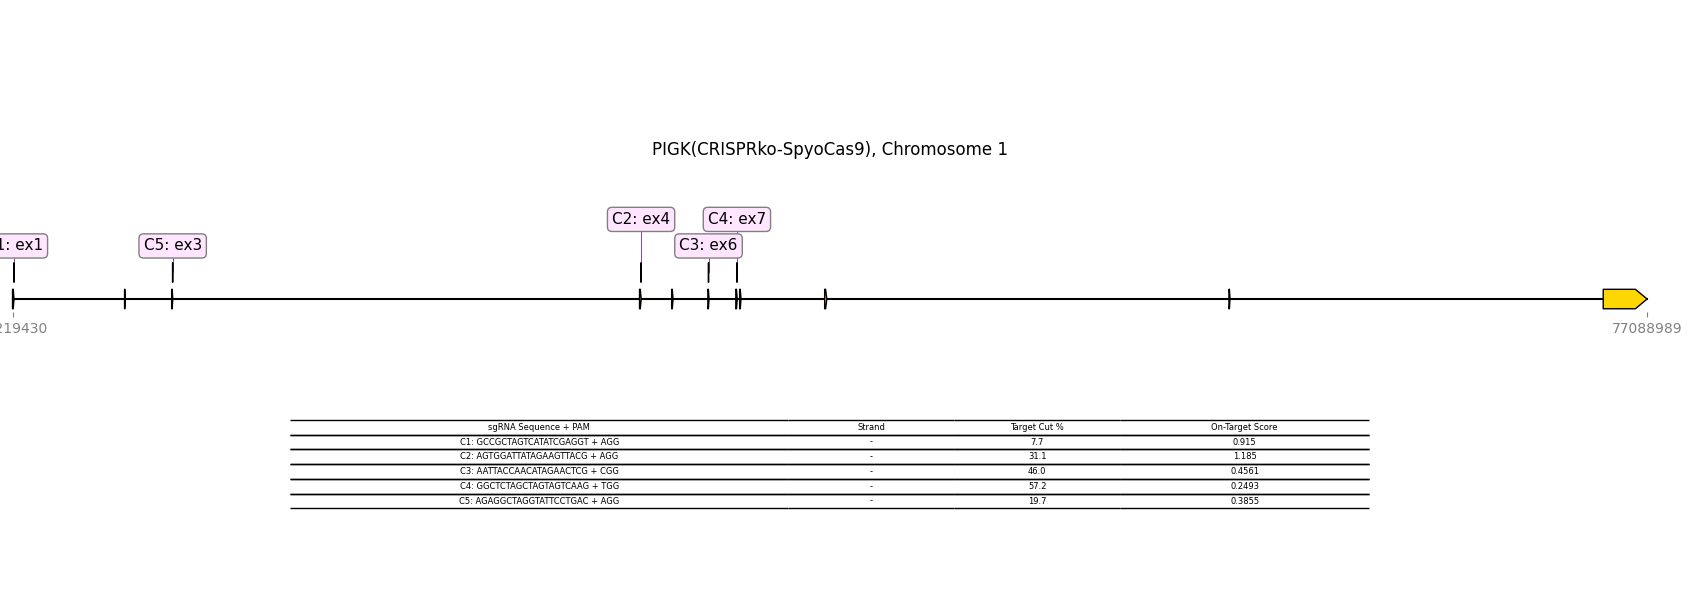 PIGK(CRISPRko-SpyoCas9), Chromosome 1
C2: ex4 C4: ex7
1: ex1 C5: ex3 C3: ex6
219430 77088989
sgRNA Sequence + PAM Strand Target Cut % On-Target Score
C1: GCCGCTAGTCATATCGAGGT + AGG - 7.7 0.915
C2: AGTGGATTATAGAAGTTACG + AGG - 31.1 1.185
C3: AATTACCAACATAGAACTCG + CGG - 46.0 0.4561
C4: GGCTCTAGCTAGTAGTCAAG + TGG - 57.2 0.2493
C5: AGAGGCTAGGTATTCCTGAC + AGG - 19.7 0.3855